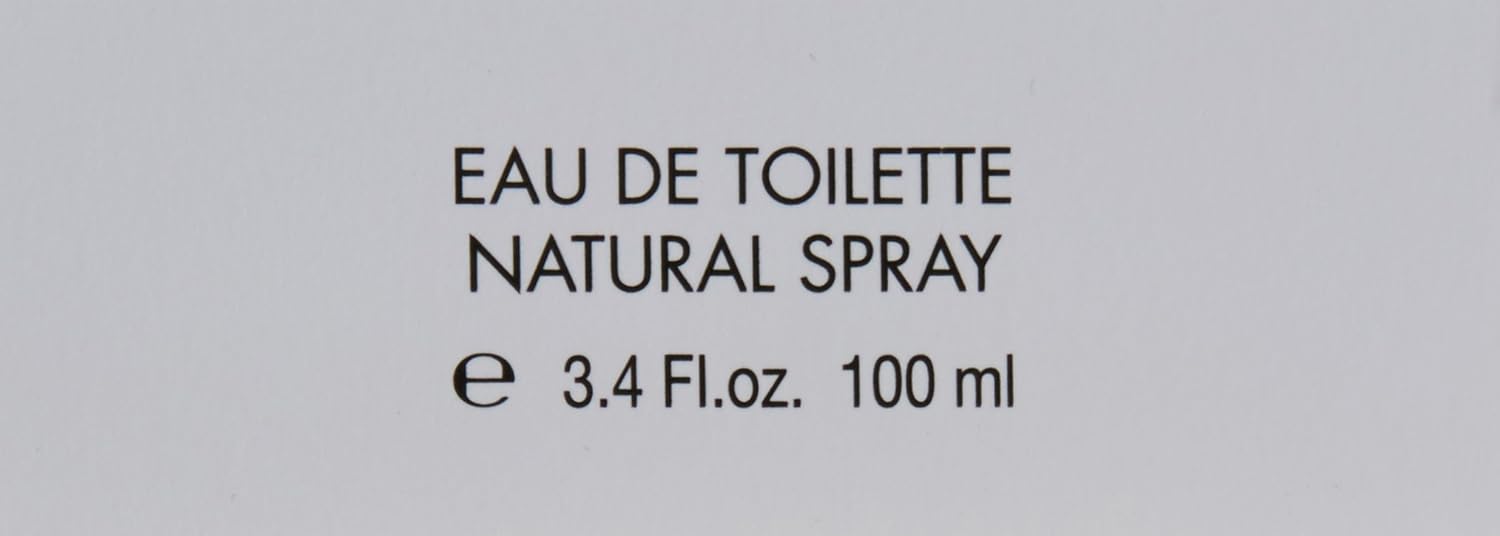 EAU DE TOILETTE
NATURAL SPRAY
℮ 3.4 Fl.oz. 100 ml